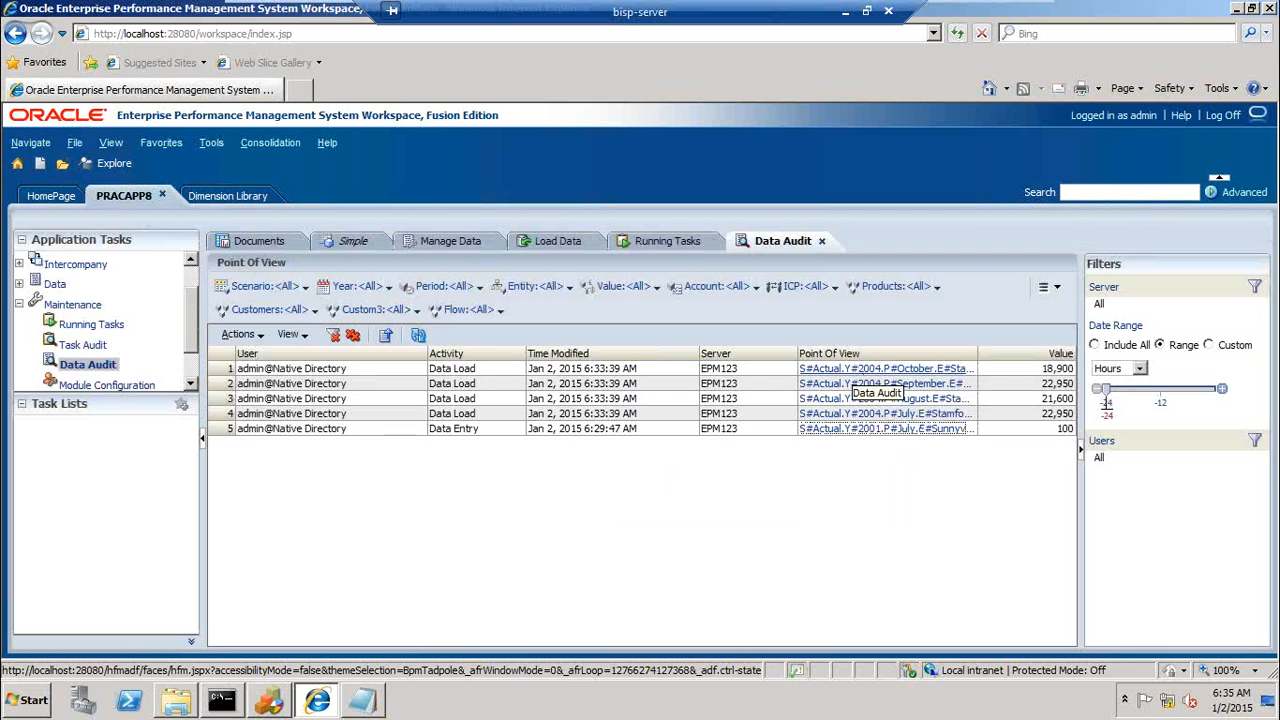 Oracle Enterprise Performance Management System Workspace,
bisp-server
http://localhost:28080/workspace/index.jsp
Bing
Favorites
Suggested Sites
Web Slice Gallery
Oracle Enterprise Performance Management System ...
Page
Safety
Tools
ORACLE
Enterprise Performance Management System Workspace, Fusion Edition
Logged in as admin
Help
Log Off
Navigate File View Favorites Tools Consolidation Help
Explore
HomePage
PRACAPP8
Dimension Library
Search
Advanced
Application Tasks
Intercompany
Data
Maintenance
Running Tasks
Task Audit
Data Audit
Module Configuration
Task Lists
Documents
Simple
Manage Data
Load Data
Running Tasks
Data Audit
Point Of View
Scenario:<All> Year:<All> Period:<All> Entity:<All> Value:<All> Account:<All> ICP:<All> Products:<All>
Customers:<All> Custom3:<All> Flow:<All>
Actions View
User Activity Time Modified Server Point Of View Value
1 admin@Native Directory Data Load Jan 2, 2015 6:33:39 AM EPM123 S#Actual.Y#2004.P#October.E#Sta... 18,900
2 admin@Native Directory Data Load Jan 2, 2015 6:33:39 AM EPM123 S#Actual.Y#2004.P#September.E#... 22,950
Data Audit
3 admin@Native Directory Data Load Jan 2, 2015 6:33:39 AM EPM123 21,600
4 admin@Native Directory Data Load Jan 2, 2015 6:33:39 AM EPM123 S#Actual.Y#2004.P#July.E#Stamfo... 22,950
5 admin@Native Directory Data Entry Jan 2, 2015 6:29:47 AM EPM123 S#Actual.Y#2001.P#July.E#Sunnyv... 100
Filters
Server
All
Date Range
Include All Range Custom
Hours
-24 -12
-24
Users
All
http://localhost:28080/hfmadf/faces/hfm.jspx?accessibilityMode=false&themeSelection=BpmTadpole&_afrWindowMode=0&_afrLoop=12766274127368&_adf.ctrl-state
Local intranet | Protected Mode: Off
100%
Start
6:35 AM
1/2/2015